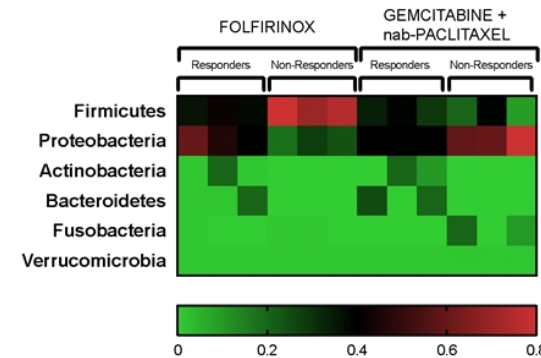 FOLFIRINOX
GEMCITABINE +
nab-PACLITAXEL
Responders Non-Responders Responders Non-Responders
Firmicutes
Proteobacteria
Actinobacteria
Bacteroidetes
Fusobacteria
Verrucomicrobia
0 0.2 0.4 0.6 0.8